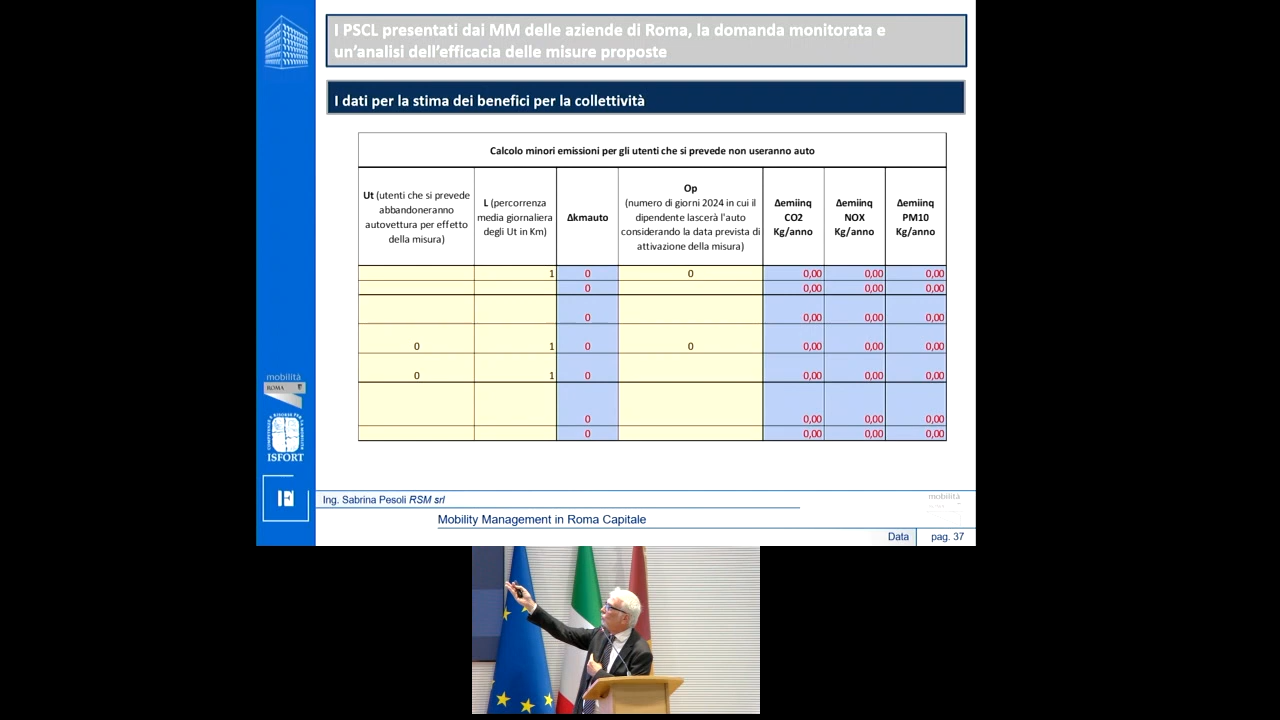 I PSCL presentati dai MM delle aziende di Roma, la domanda monitorata e
un'analisi dell'efficacia delle misure proposte
I dati per la stima dei benefici per la collettività
Calcolo minori emissioni per gli utenti che si prevede non useranno auto
Ut (utenti che si prevede
abbandoneranno
autovettura per effetto
della misura)
L (percorrenza
media giornaliera
degli Ut in Km)
Δkmauto
Op
(numero di giorni 2024 in cui il
dipendente lascerà l'auto
considerando la data prevista di
attivazione della misura)
Δemiinq
CO2
Kg/anno
Δemiinq
NOX
Kg/anno
Δemiinq
PM10
Kg/anno
1 0 0 0,00 0,00 0,00
0 0,00 0,00 0,00
0 0,00 0,00 0,00
0 1 0 0 0,00 0,00 0,00
0 1 0 0,00 0,00 0,00
0 0,00 0,00 0,00
0 0,00 0,00 0,00
mobilità
ROMA
ISFORT
Ing. Sabrina Pesoli RSM srl
mobilità
Mobility Management in Roma Capitale
Data pag. 37